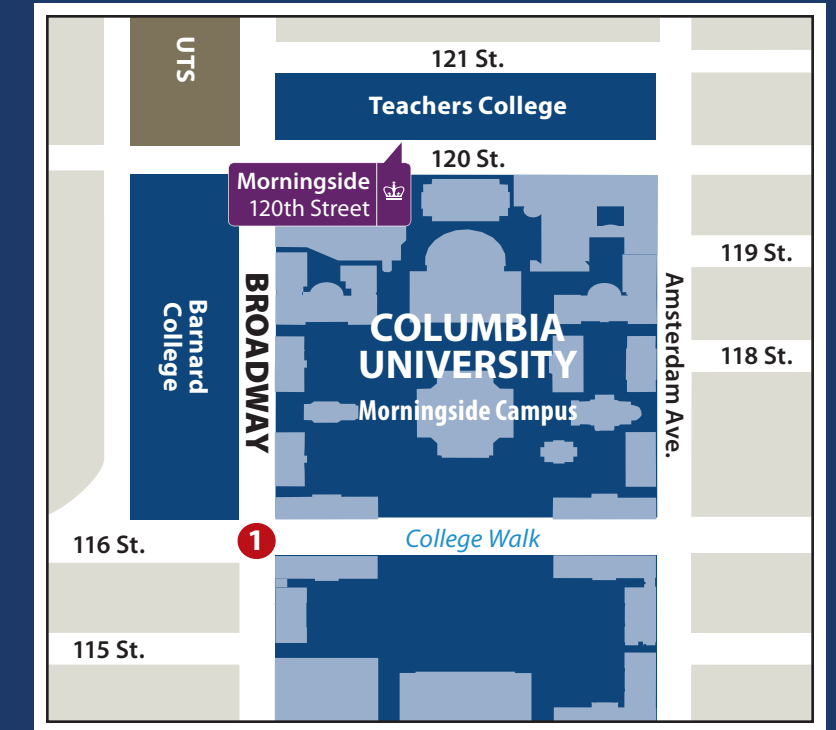 UTS
121 St.
Teachers College
120 St.
Morningside
120th Street
119 St.
Barnard
College
BROADWAY
COLUMBIA
UNIVERSITY
Morningside Campus
Amsterdam Ave.
118 St.
116 St.
1
College Walk
115 St.